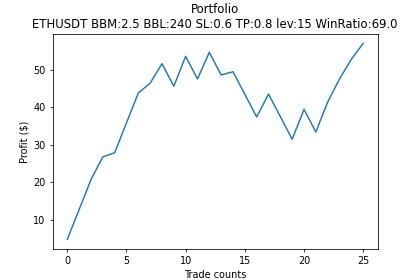 Portfolio
ETHUSDT BBM:2.5 BBL:240 SL:0.6 TP:0.8 lev:15 WinRatio:69.0
Profit ($)
50
40
30
20
10
0
5
10
15
20
25
Trade counts